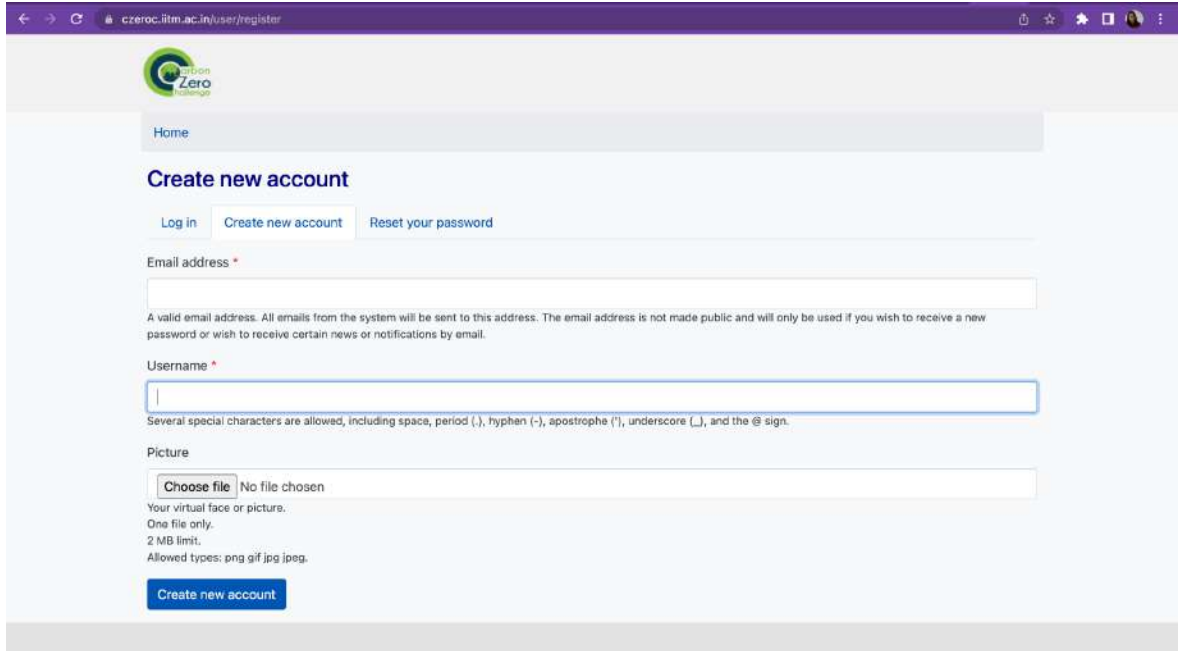 czeroc.iitm.ac.in/user/register
Carbon
Zero
Challenge
Home
Create new account
Log in Create new account Reset your password
Email address *
A valid email address. All emails from the system will be sent to this address. The email address is not made public and will only be used if you wish to receive a new
password or wish to receive certain news or notifications by email.
Username *
Several special characters are allowed, including space, period (.), hyphen (-), apostrophe ('), underscore (_), and the @ sign.
Picture
Choose file No file chosen
Your virtual face or picture.
One file only.
2 MB limit.
Allowed types: png gif jpg jpeg.
Create new account